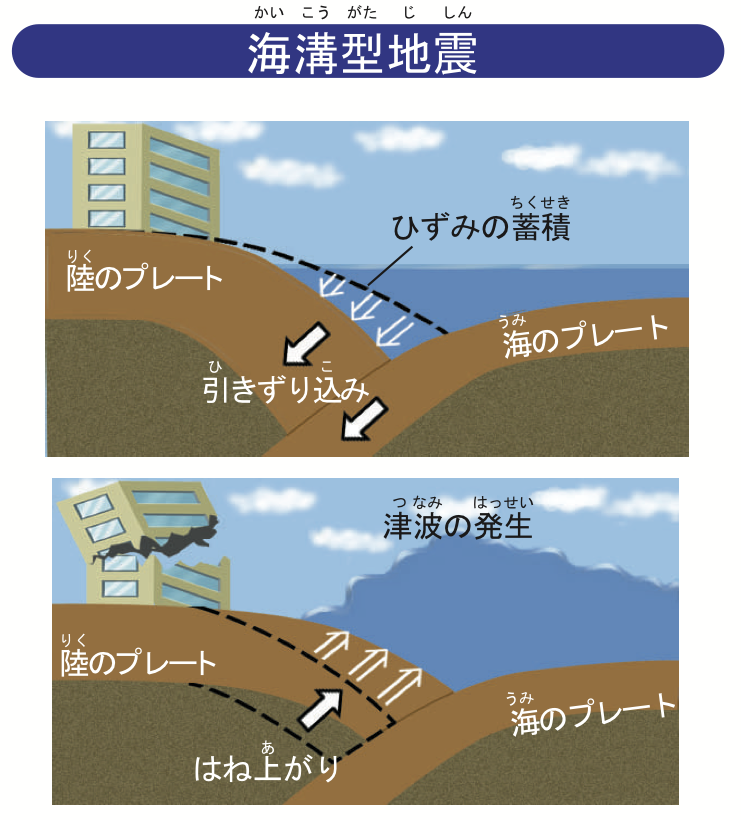 かいこうがたじしん
海溝型地震
ちくせき
ひずみの蓄積
りく
陸のプレート
うみ
海のプレート
ひ こ
引きずり込み
つなみ はっせい
津波の発生
りく
陸のプレート
うみ
海のプレート
あ
はね上がり